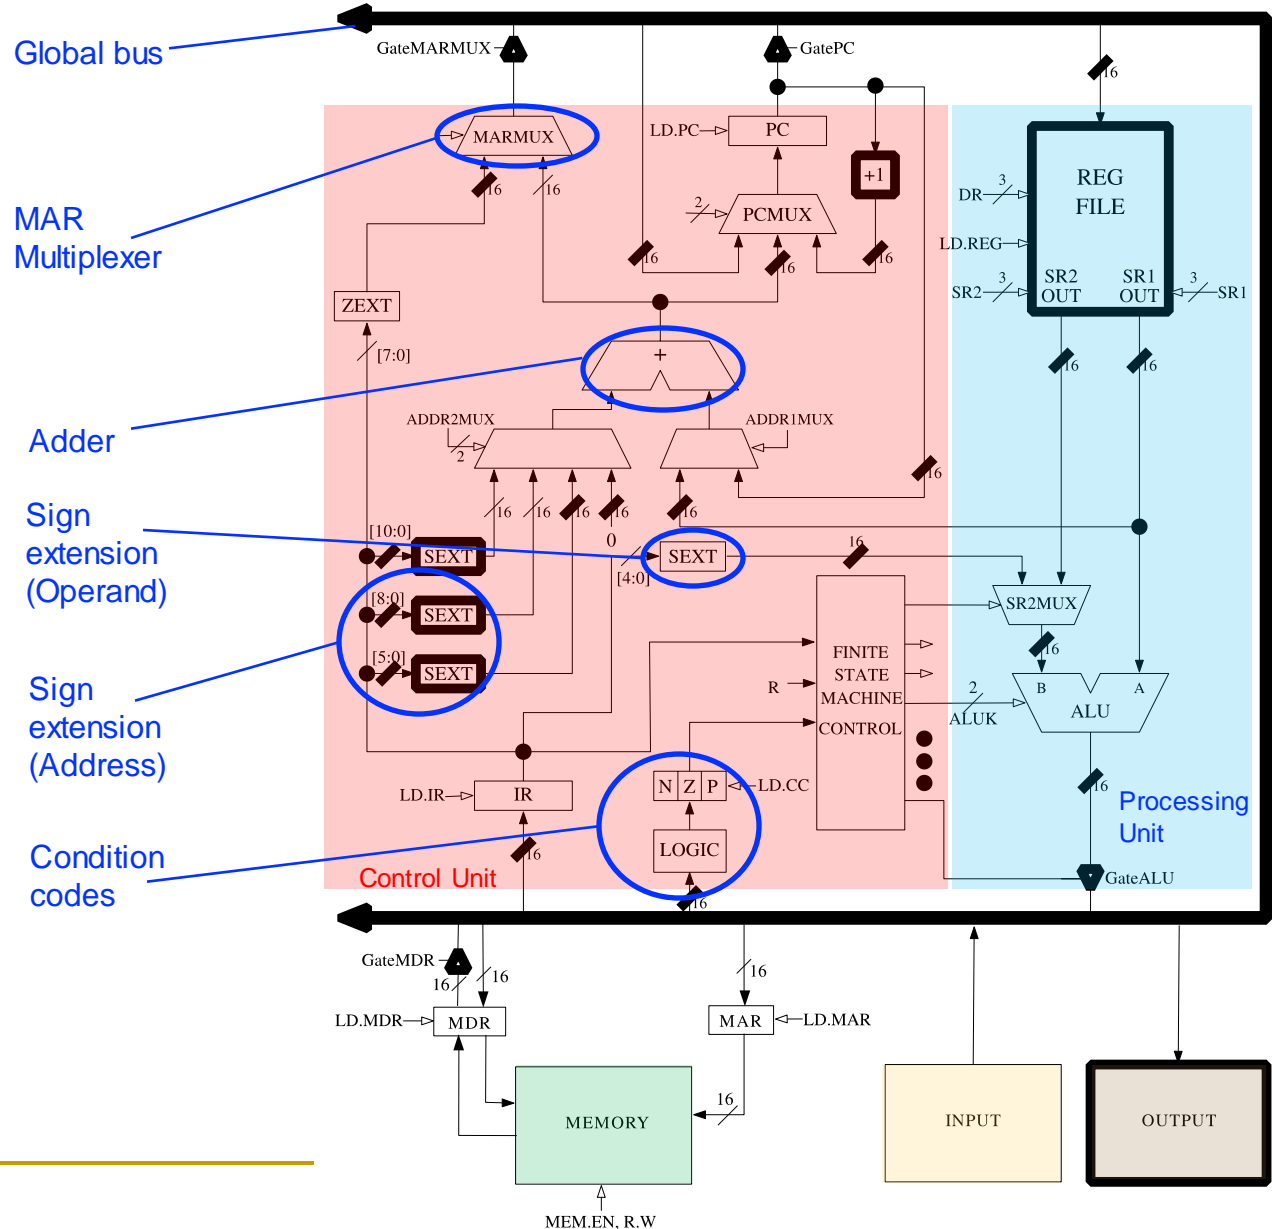 Global bus
GateMARMUX
GatePC
16
MARMUX
LD.PC
PC
+1
REG
FILE
MAR
Multiplexer
16
16
2
PCMUX
DR
3
LD.REG
16
16
16
SR2
OUT
SR1
OUT
SR2
3
3
SR1
ZEXT
[7:0]
+
16
16
Adder
ADDR2MUX
2
ADDR1MUX
16
Sign
extension
(Operand)
16
16
16
16
0
16
[10:0]
SEXT
[4:0]
SEXT
16
[8:0]
SEXT
SR2MUX
16
[5:0]
SEXT
Sign
extension
(Address)
FINITE
STATE
MACHINE
CONTROL
R
2
ALUK
B
A
ALU
LD.IR
IR
N Z P
LD.CC
16
Processing
Unit
Condition
codes
16
LOGIC
Control Unit
16
GateALU
GateMDR
16
16
16
LD.MDR
MDR
MAR
LD.MAR
16
MEMORY
INPUT
OUTPUT
MEM.EN, R.W